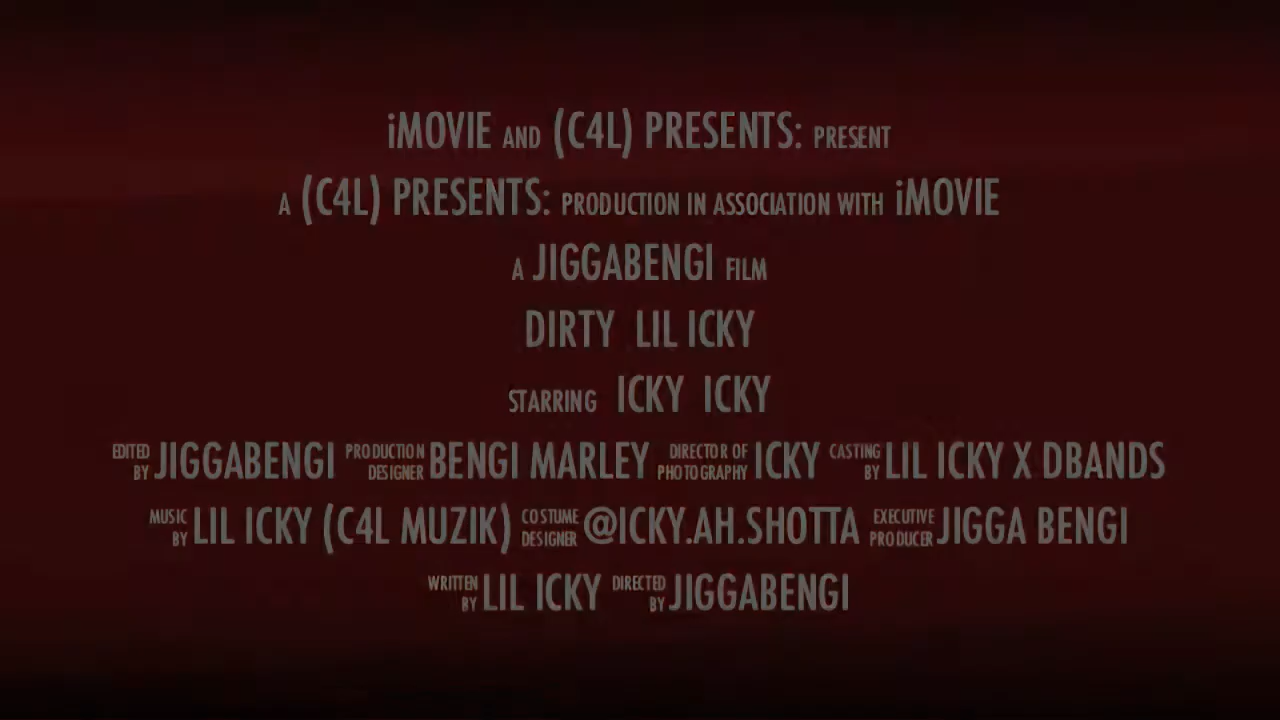 iMOVIE AND (C4L) PRESENTS: PRESENT
A (C4L) PRESENTS: PRODUCTION IN ASSOCIATION WITH iMOVIE
A JIGGABENGI FILM
DIRTY LIL ICKY
STARRING ICKY ICKY
EDITED BY JIGGABENGI PRODUCTION DESIGNER BENGI MARLEY DIRECTOR OF PHOTOGRAPHY ICKY CASTING BY LIL ICKY X DBANDS
MUSIC BY LIL ICKY (C4L MUZIK) COSTUME DESIGNER @ICKY.AH.SHOTTA EXECUTIVE PRODUCER JIGGA BENGI
WRITTEN BY LIL ICKY DIRECTED BY JIGGABENGI